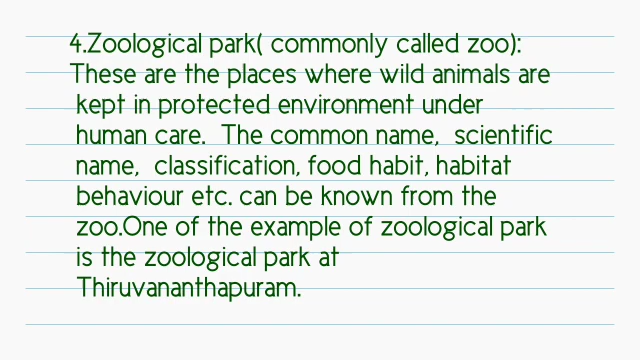 4.Zoological park( commonly called zoo):
These are the places where wild animals are
kept in protected environment under
human care.  The common name,  scientific
name,  classification, food habit, habitat
behaviour etc. can be known from the
zoo.One of the example of zoological park
is the zoological park at
Thiruvananthapuram.